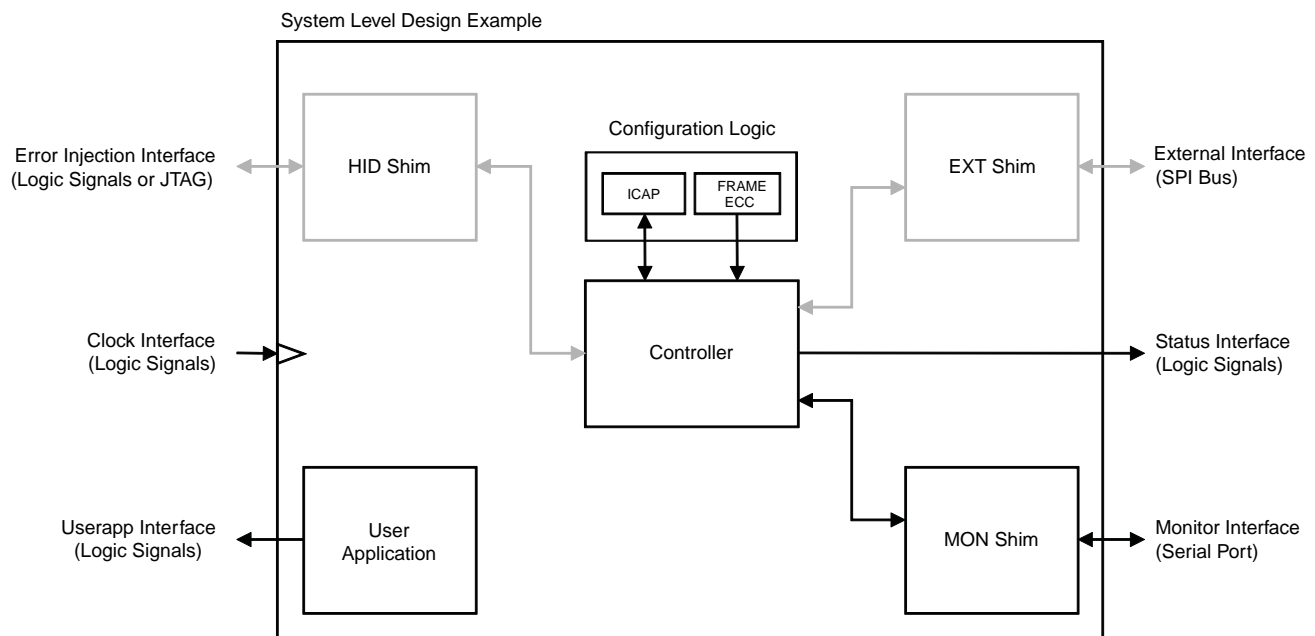 System Level Design Example
Error Injection Interface
(Logic Signals or JTAG)
HID Shim
Configuration Logic
ICAP
FRAME
ECC
EXT Shim
External Interface
(SPI Bus)
Clock Interface
(Logic Signals)
Controller
Status Interface
(Logic Signals)
Userapp Interface
(Logic Signals)
User
Application
MON Shim
Monitor Interface
(Serial Port)